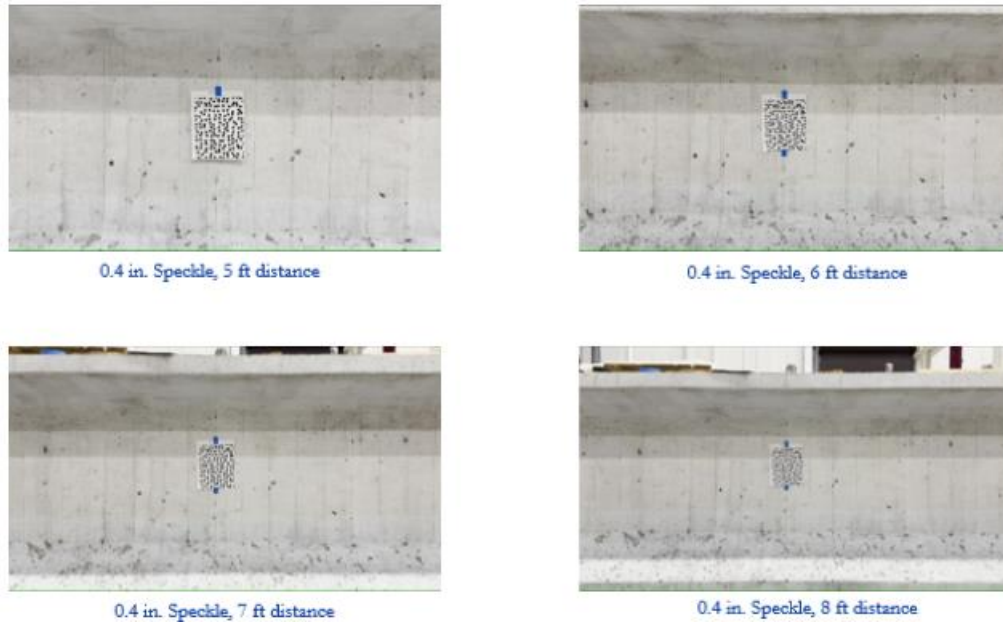 0.4 in. Speckle, 5 ft distance
0.4 in. Speckle, 6 ft distance
0.4 in. Speckle, 7 ft distance
0.4 in. Speckle, 8 ft distance